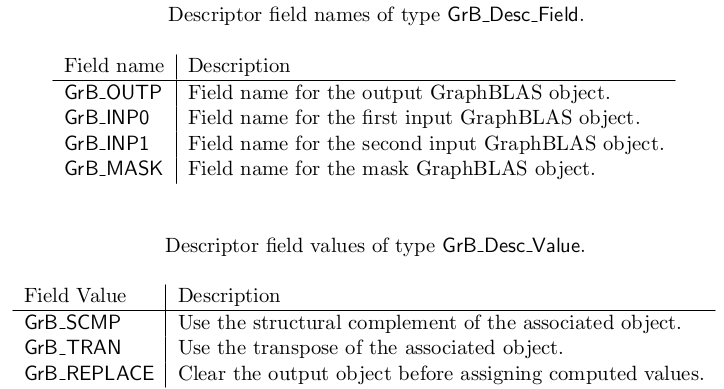 Descriptor field names of type GrB_Desc_Field.
Field name Description
GrB_OUTP Field name for the output GraphBLAS object.
GrB_INP0 Field name for the first input GraphBLAS object.
GrB_INP1 Field name for the second input GraphBLAS object.
GrB_MASK Field name for the mask GraphBLAS object.
Descriptor field values of type GrB_Desc_Value.
Field Value Description
GrB_SCMP Use the structural complement of the associated object.
GrB_TRAN Use the transpose of the associated object.
GrB_REPLACE Clear the output object before assigning computed values.